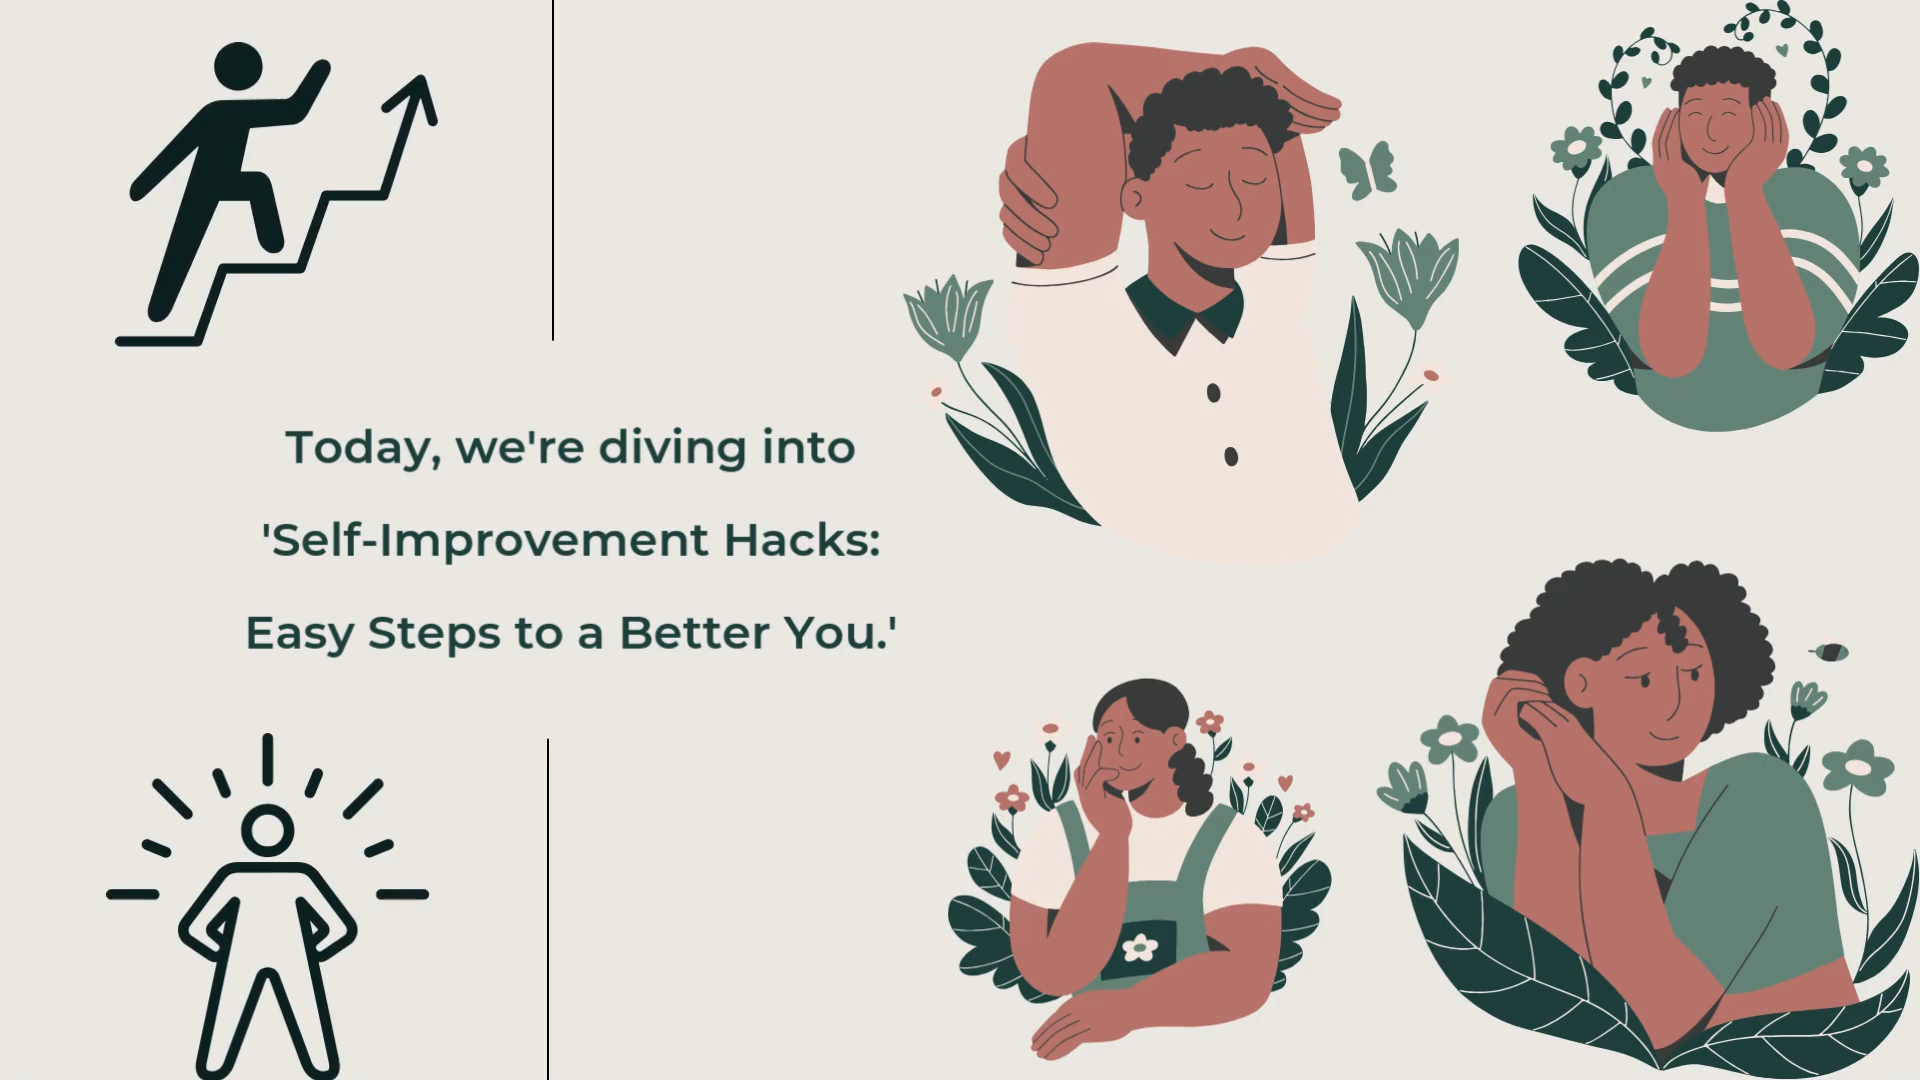 Today, we're diving into
'Self-Improvement Hacks:
Easy Steps to a Better You.'